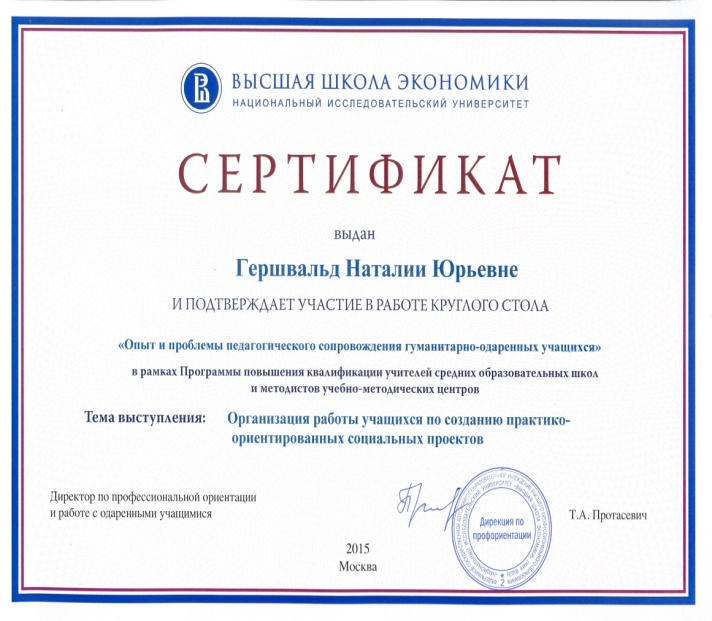 ВЫСШАЯ ШКОЛА ЭКОНОМИКИ
НАЦИОНАЛЬНЫЙ ИССЛЕДОВАТЕЛЬСКИЙ УНИВЕРСИТЕТ
СЕРТИФИКАТ
выдан
Гершвальд Наталии Юрьевне
И ПОДТВЕРЖДАЕТ УЧАСТИЕ В РАБОТЕ КРУГЛОГО СТОЛА
«Опыт и проблемы педагогического сопровождения гуманитарно-одаренных учащихся»
в рамках Программы повышения квалификации учителей средних образовательных школ
и методистов учебно-методических центров
Тема выступления: Организация работы учащихся по созданию практико-
ориентированных социальных проектов
Директор по профессиональной ориентации
и работе с одаренными учащимися
Дирекция по
профориентации
2
Т.А. Протасевич
2015
Москва